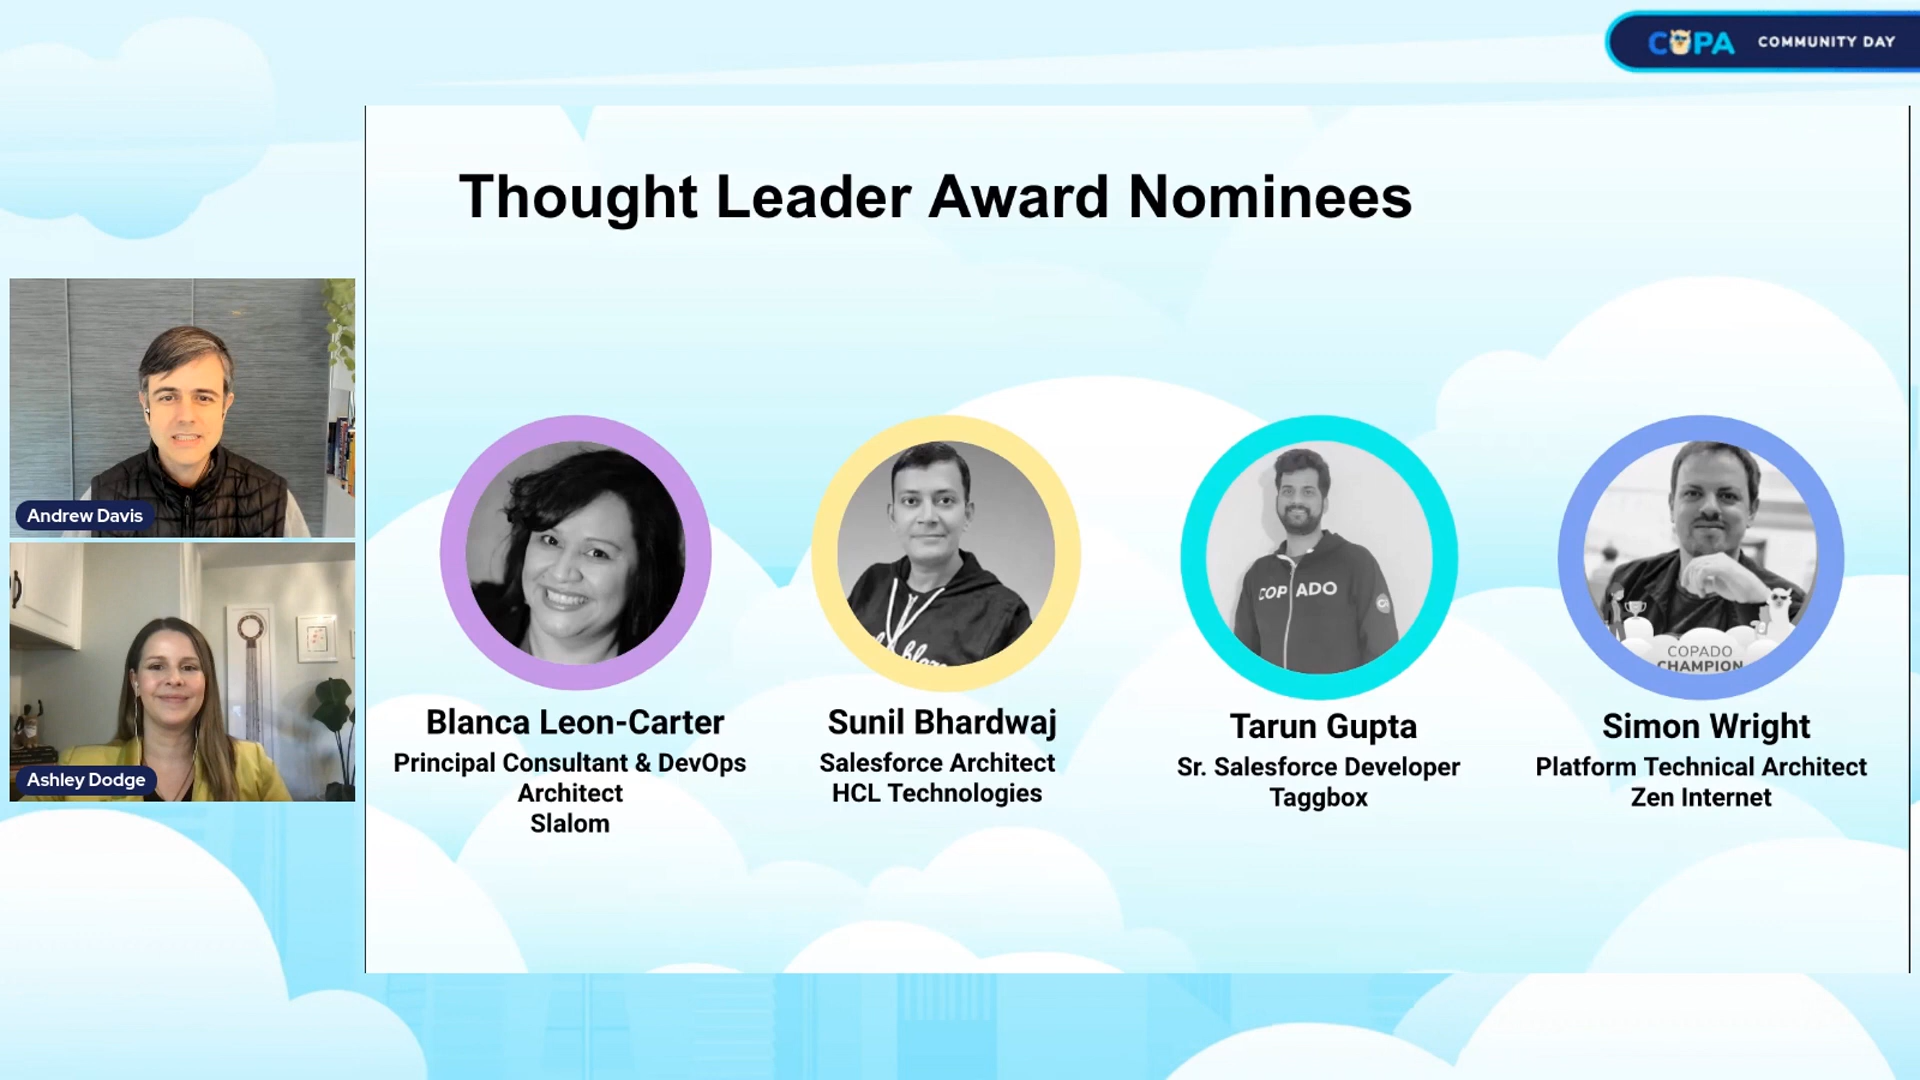 COPA COMMUNITY DAY
Thought Leader Award Nominees
Andrew Davis
Ashley Dodge
COPADO
COPADO
CHAMPION
Blanca Leon-Carter
Principal Consultant & DevOps
Architect
Slalom
Sunil Bhardwaj
Salesforce Architect
HCL Technologies
Tarun Gupta
Sr. Salesforce Developer
Taggbox
Simon Wright
Platform Technical Architect
Zen Internet